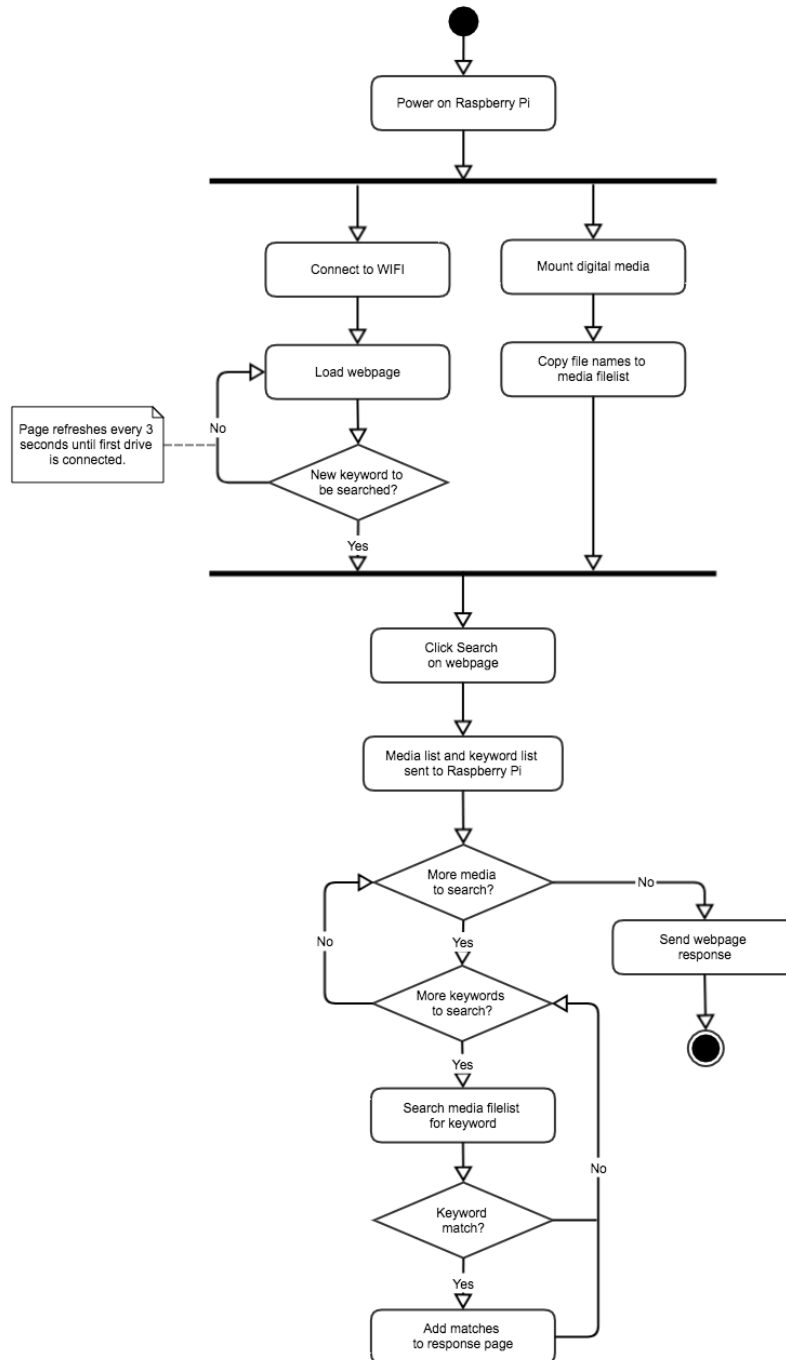 Power on Raspberry Pi
Connect to WIFI
Mount digital media
Load webpage
Copy file names to
media filelist
Page refreshes every 3
seconds until first drive
is connected.
No
New keyword to
be searched?
Yes
Click Search
on webpage
Media list and keyword list
sent to Raspberry Pi
More media
to search?
No
Yes
Send webpage
response
No
More keywords
to search?
Yes
Search media filelist
for keyword
No
Keyword
match?
Yes
Add matches
to response page